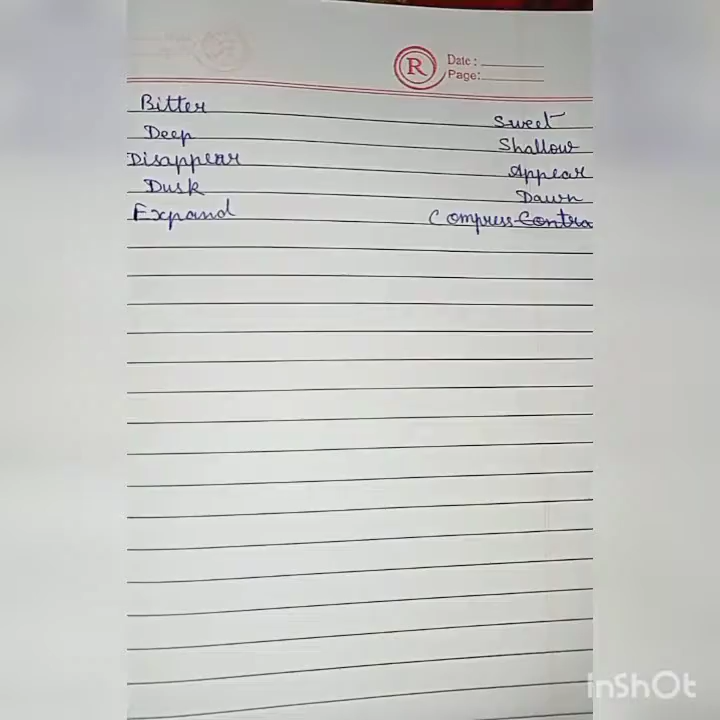 R Date:
Page:
Bitter Sweet
Deep Shallow
Disappear Appear
Dusk Dawn
Expand Compress Contra
InShOt